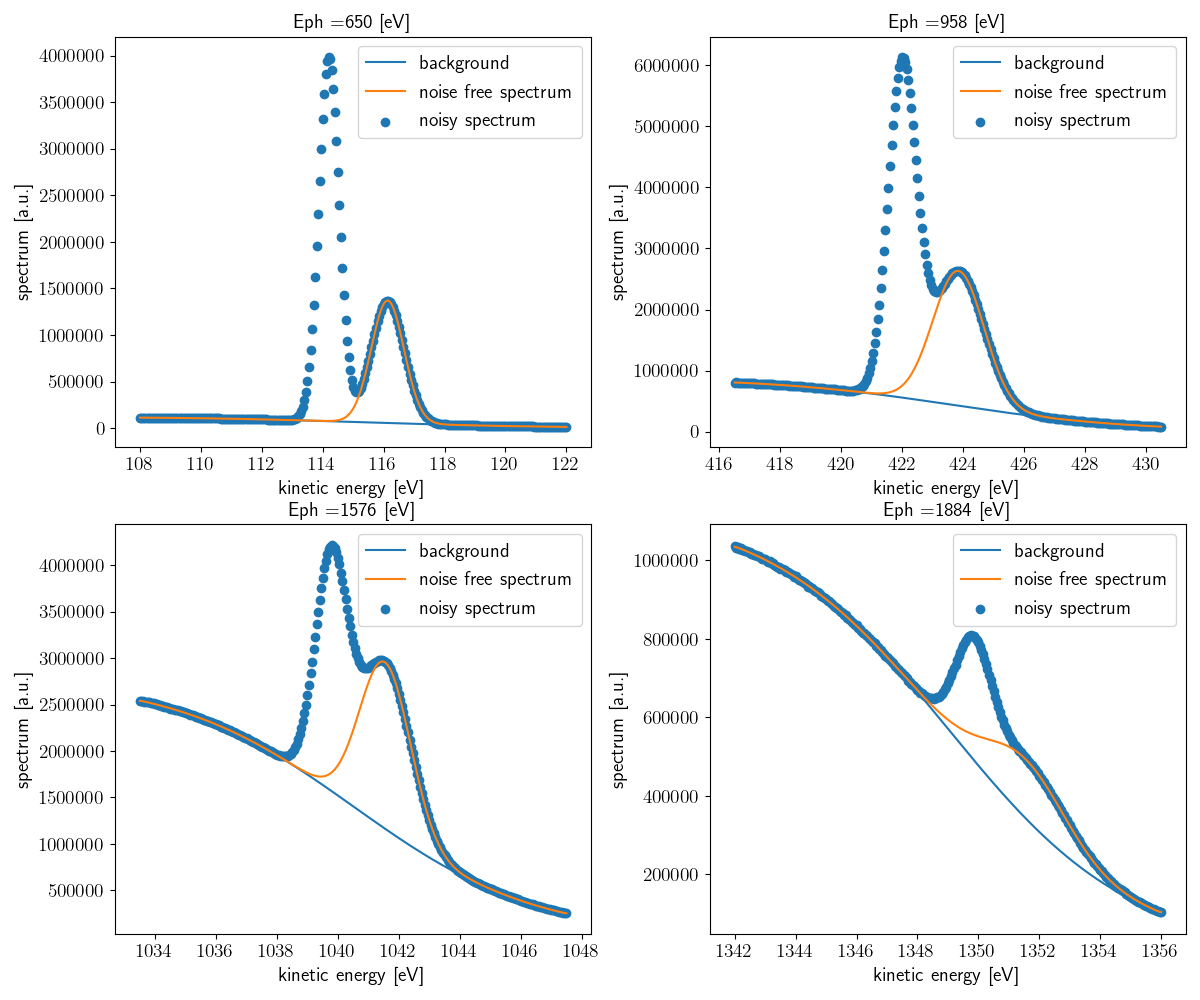 Eph =650 [eV]
4000000
3500000
3000000
2500000
2000000
1500000
1000000
500000
0
spectrum [a.u.]
background
noise free spectrum
noisy spectrum
108 110 112 114 116 118 120 122
kinetic energy [eV]
Eph =958 [eV]
6000000
5000000
4000000
3000000
2000000
1000000
0
spectrum [a.u.]
background
noise free spectrum
noisy spectrum
416 418 420 422 424 426 428 430
kinetic energy [eV]
Eph =1576 [eV]
4000000
3500000
3000000
2500000
2000000
1500000
1000000
500000
spectrum [a.u.]
background
noise free spectrum
noisy spectrum
1034 1036 1038 1040 1042 1044 1046 1048
kinetic energy [eV]
Eph =1884 [eV]
1000000
800000
600000
400000
200000
spectrum [a.u.]
background
noise free spectrum
noisy spectrum
1342 1344 1346 1348 1350 1352 1354 1356
kinetic energy [eV]